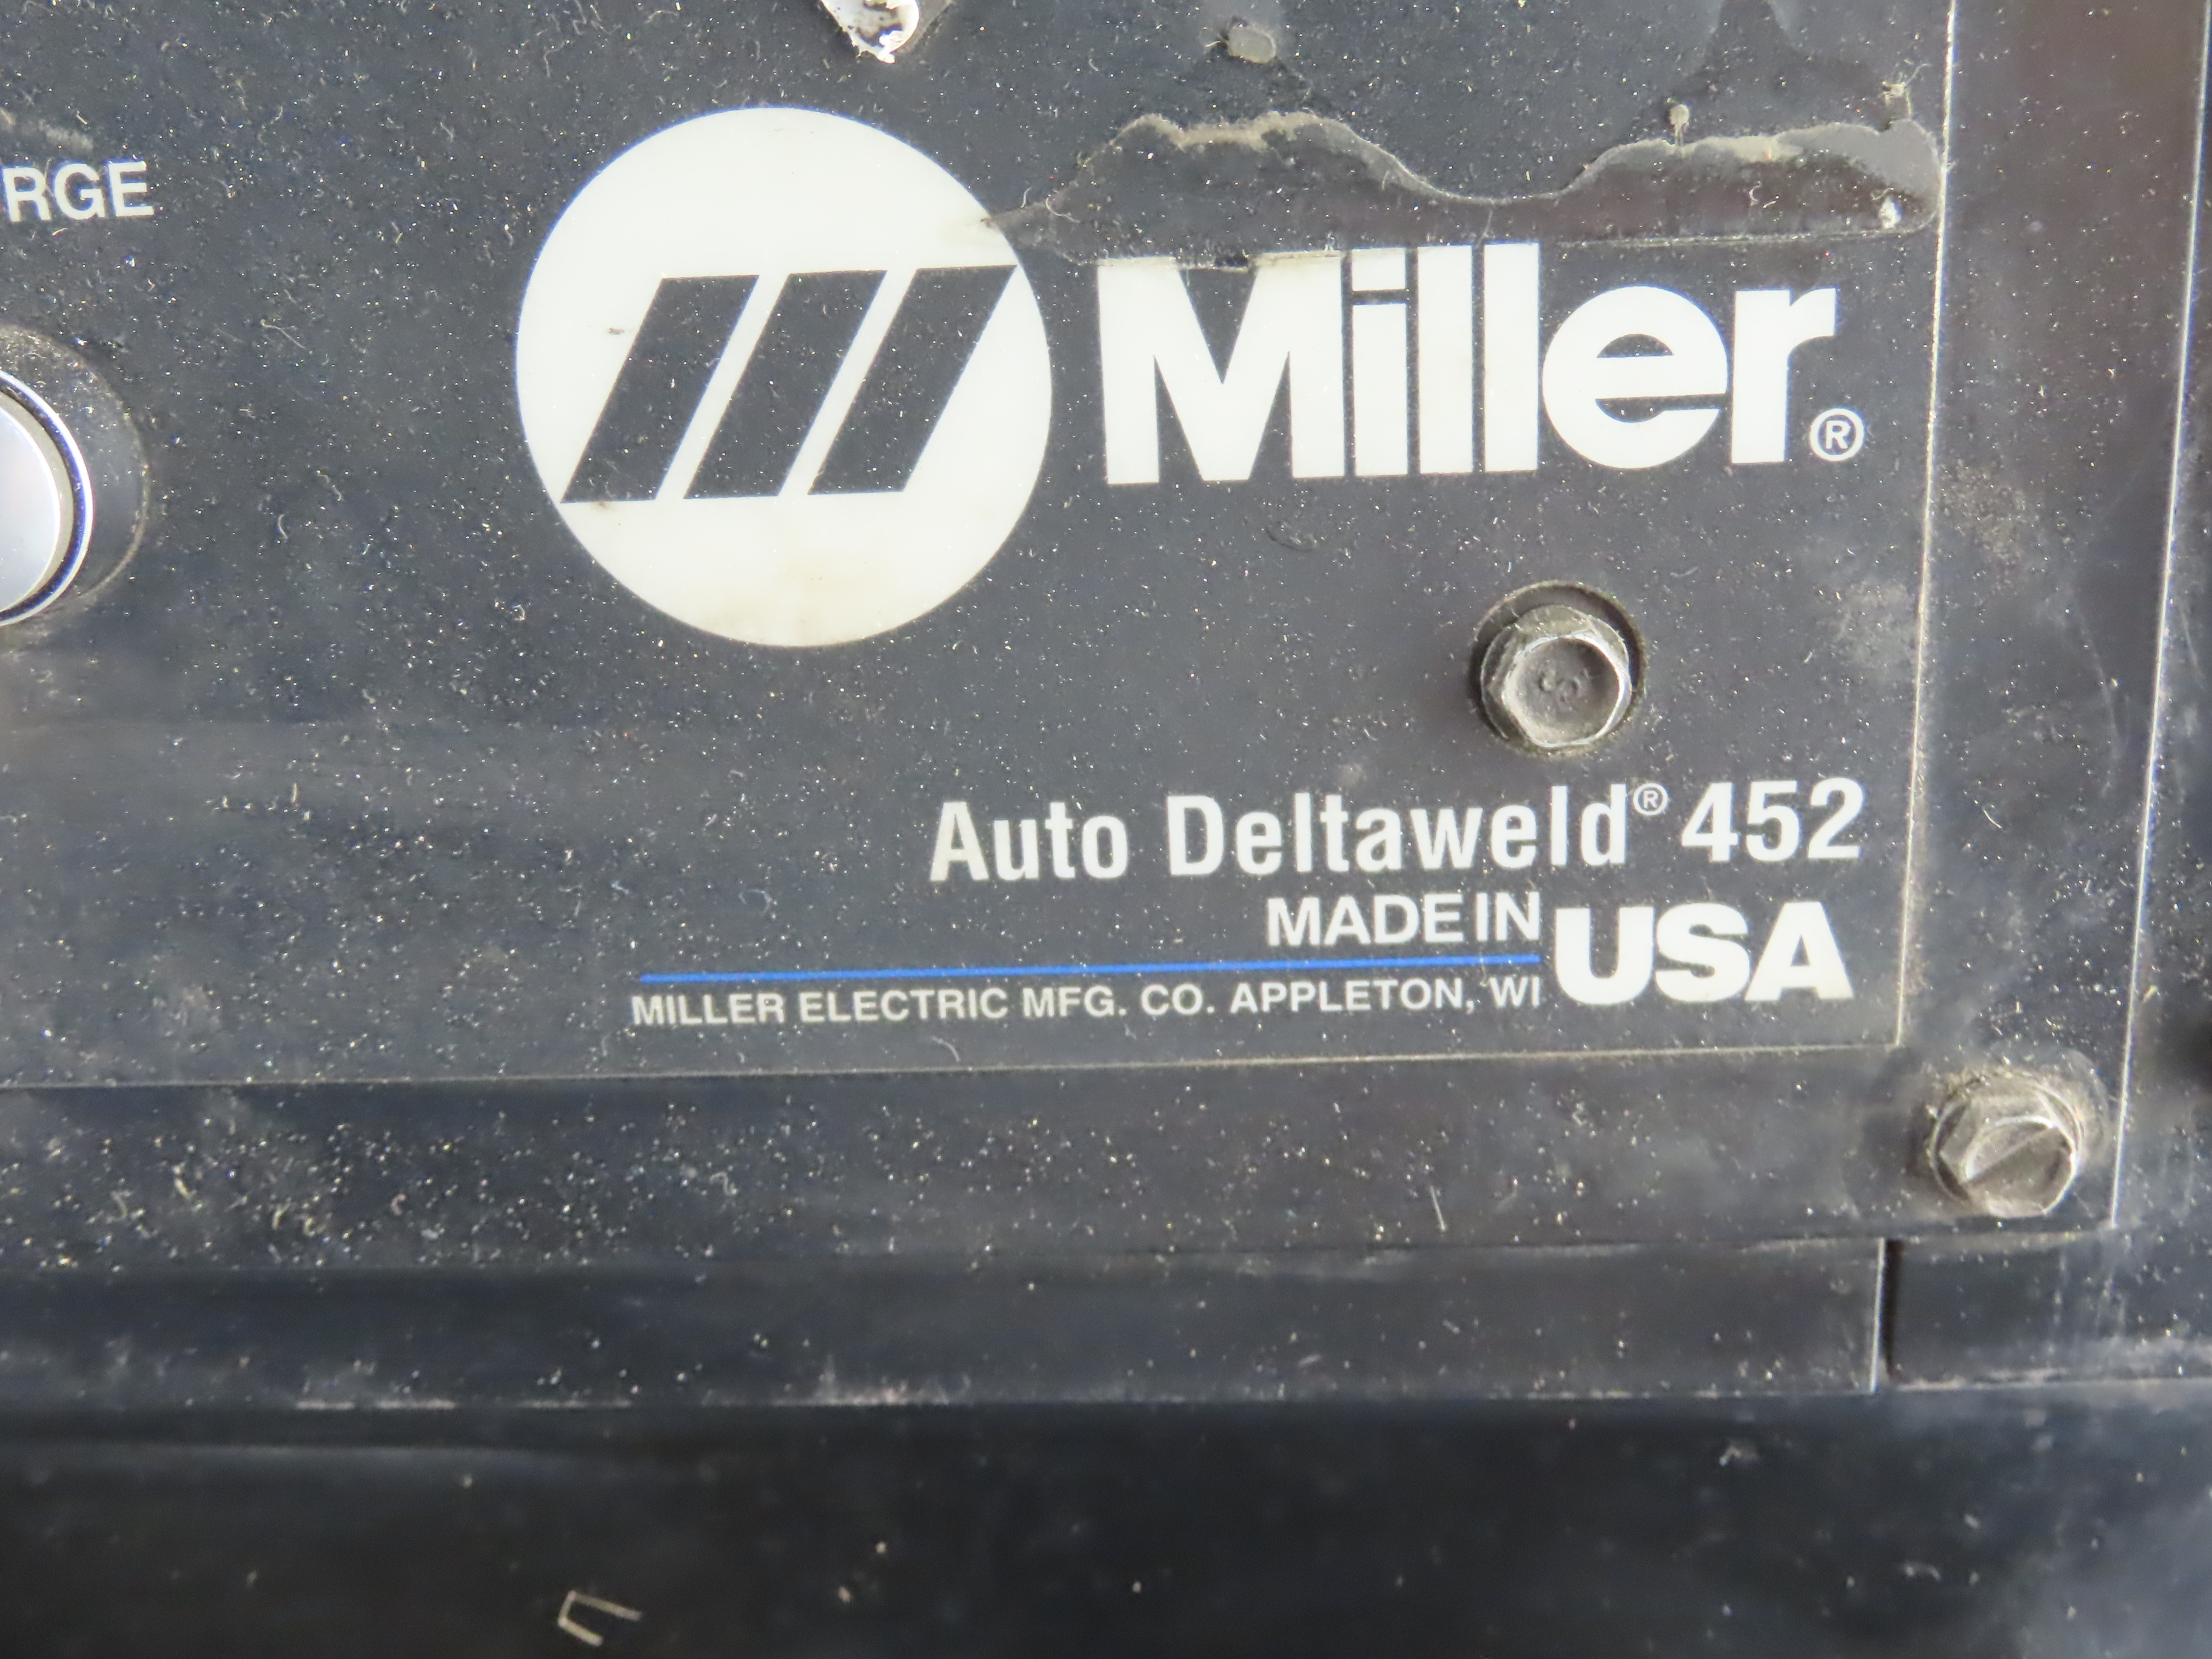 RGE
Miller®
Auto Deltaweld® 452
MADE IN USA
MILLER ELECTRIC MFG. CO. APPLETON, WI